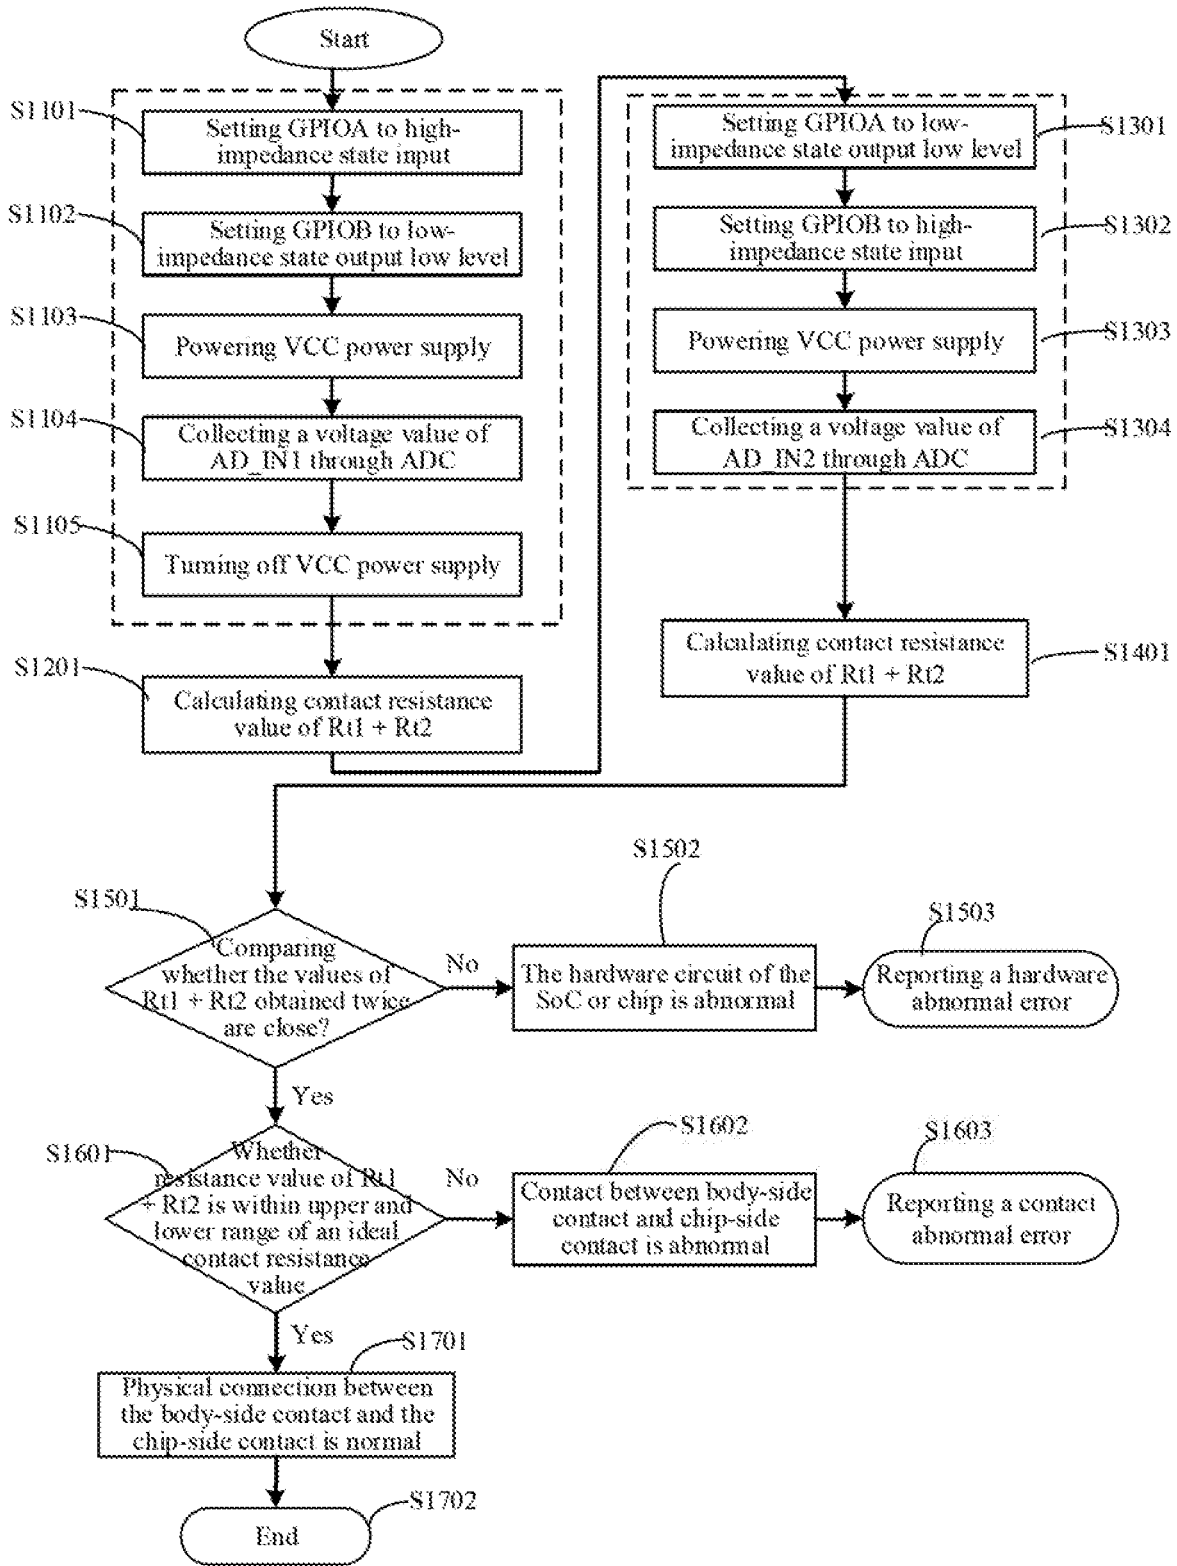 Start
S1101
Setting GPIOA to high-
impedance state input
S1102
Setting GPIOB to low-
impedance state output low level
S1103
Powering VCC power supply
S1104
Collecting a voltage value of
AD_IN1 through ADC
S1105
Turning off VCC power supply
S1201
Calculating contact resistance
value of Rt1 + Rt2
Setting GPIOA to low-
impedance state output low level
S1301
Setting GPIOB to high-
impedance state input
S1302
Powering VCC power supply
S1303
Collecting a voltage value of
AD_IN2 through ADC
S1304
Calculating contact resistance
value of Rt1 + Rt2
S1401
S1501
Comparing
whether the values of
Rt1 + Rt2 obtained twice
are close?
No
S1502
The hardware circuit of the
SoC or chip is abnormal
S1503
Reporting a hardware
abnormal error
Yes
S1601
Whether
resistance value of Rt1
+ Rt2 is within upper and
lower range of an ideal
contact resistance
value
No
S1602
Contact between body-side
contact and chip-side
contact is abnormal
S1603
Reporting a contact
abnormal error
Yes
S1701
Physical connection between
the body-side contact and the
chip-side contact is normal
S1702
End